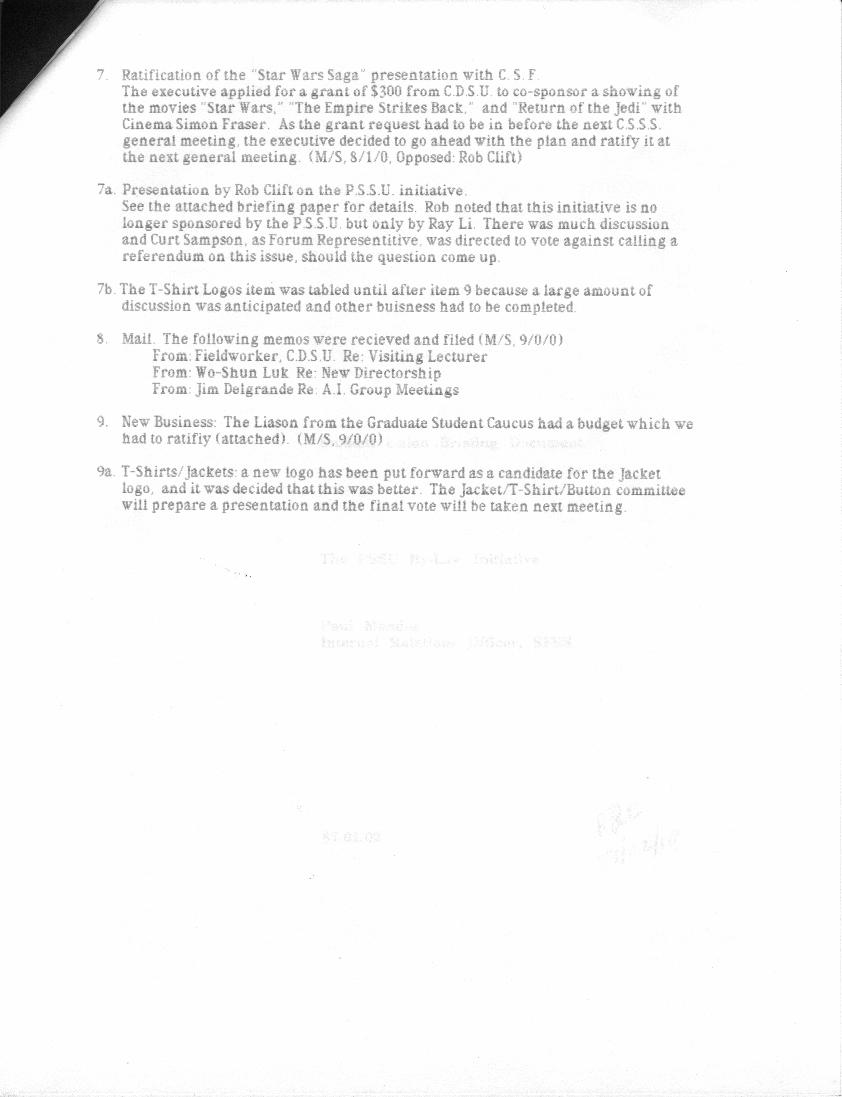 7. Ratification of the "Star Wars Saga" presentation with C. S. F.
The executive applied for a grant of $300 from C.D.S.U. to co-sponsor a showing of
the movies "Star Wars," "The Empire Strikes Back," and "Return of the Jedi" with
Cinema Simon Fraser. As the grant request had to be in before the next C.S.S.S.
general meeting, the executive decided to go ahead with the plan and ratify it at
the next general meeting. (M/S, 8/1/0, Opposed: Rob Clift)
7a. Presentation by Rob Clift on the P.S.S.U. initiative.
See the attached briefing paper for details. Rob noted that this initiative is no
longer sponsored by the P.S.S.U. but only by Ray Li. There was much discussion
and Curt Sampson, as Forum Representitive, was directed to vote against calling a
referendum on this issue, should the question come up.
7b. The T-Shirt Logos item was tabled until after item 9 because a large amount of
discussion was anticipated and other buisness had to be completed.
8. Mail. The following memos were recieved and filed (M/S, 9/0/0)
From: Fieldworker, C.D.S.U. Re: Visiting Lecturer
From: Wo-Shun Luk Re: New Directorship
From: Jim Delgrande Re: A.I. Group Meetings
9. New Business: The Liason from the Graduate Student Caucus had a budget which we
had to ratifiy (attached). (M/S, 9/0/0)
Briefing Document
9a. T-Shirts/Jackets: a new logo has been put forward as a candidate for the Jacket
logo, and it was decided that this was better. The Jacket/T-Shirt/Button committee
will prepare a presentation and the final vote will be taken next meeting.
The PSSU By-Law Initiative
Paul
Internal Relations Officer,